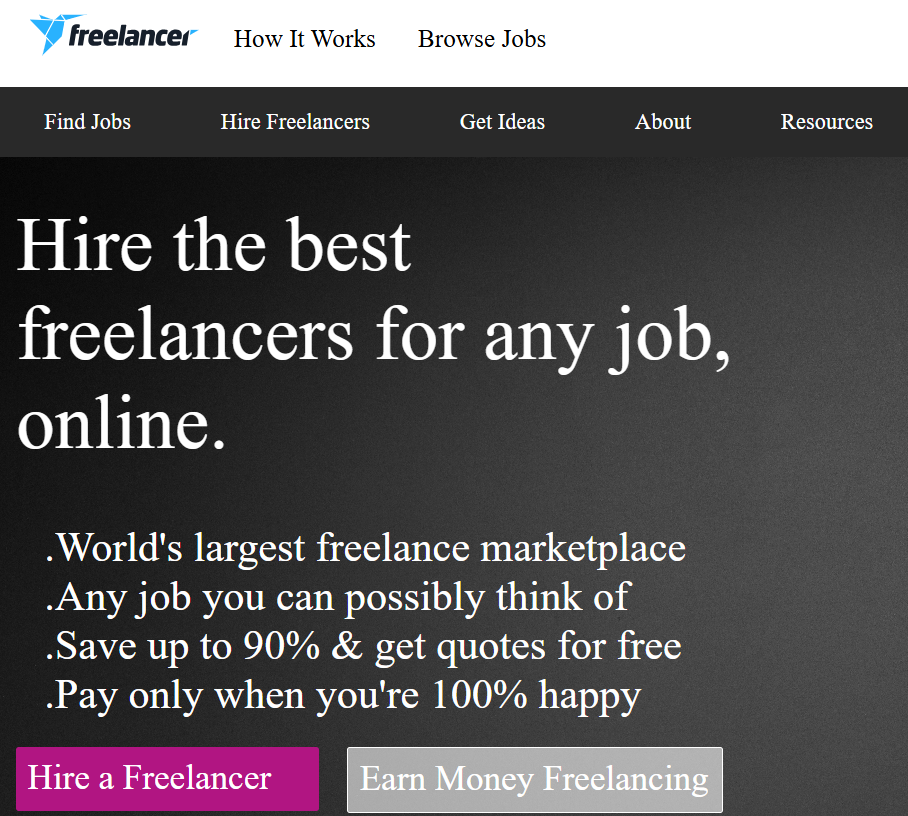 freelancer How It Works Browse Jobs
Find Jobs Hire Freelancers Get Ideas About Resources
Hire the best
freelancers for any job,
online.
.World's largest freelance marketplace
.Any job you can possibly think of
.Save up to 90% & get quotes for free
.Pay only when you're 100% happy
Hire a Freelancer Earn Money Freelancing